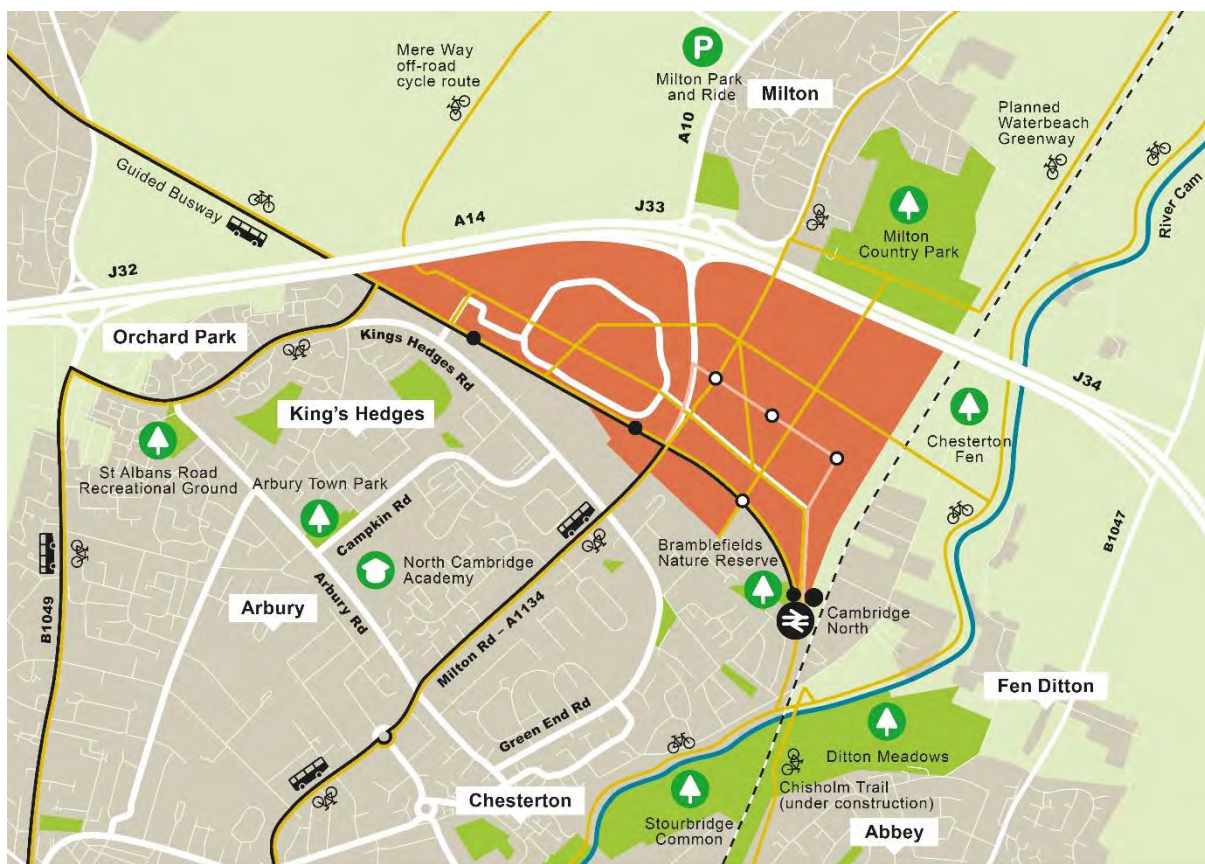 Mere Way
off-road
cycle route
P
Milton Park
and Ride
Milton
A10
Planned
Waterbeach
Greenway
River Cam
Guided Busway
A14
J33
J32
Milton
Country Park
Orchard Park
Kings Hedges Rd
King's Hedges
J34
St Albans Road
Recreational Ground
Arbury Town Park
Campkin Rd
Chesterton
Fen
B1047
North Cambridge
Academy
Bramblefields
Nature Reserve
B1049
Arbury
Arbury Rd
Milton Rd – A1134
Cambridge
North
Green End Rd
Fen Ditton
Ditton Meadows
Chisholm Trail
(under construction)
Chesterton
Stourbridge
Common
Abbey